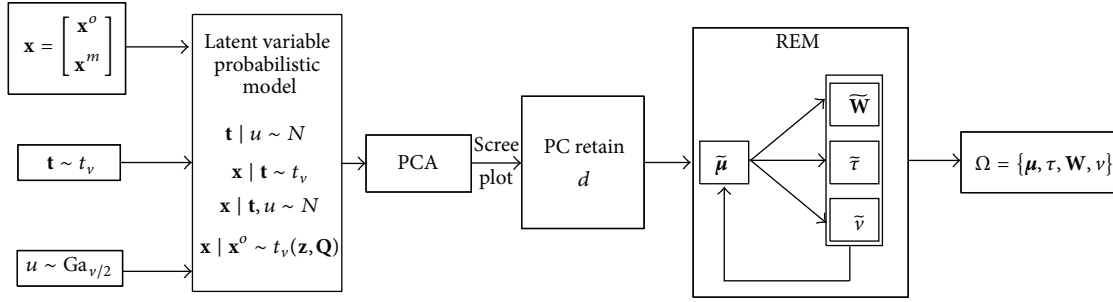 x = [ x^o
x^m ]
t ~ t_ν
u ~ Ga_{ν/2}
Latent variable
probabilistic
model
t | u ~ N
x | t ~ t_ν
x | t, u ~ N
x | x^o ~ t_ν(z, Q)
PCA
Scree
plot
PC retain
d
REM
μ̃
W̃
τ̃
ν̃
Ω = {μ, τ, W, ν}